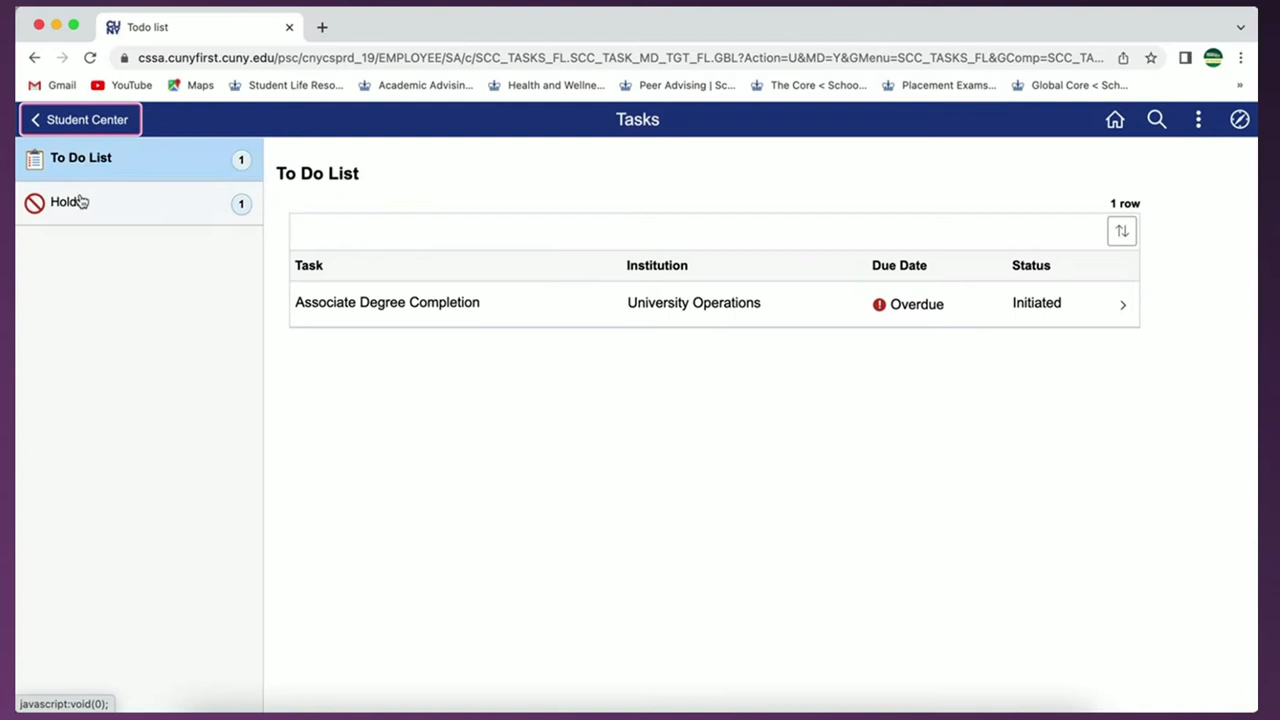 Todo list
cssa.cunyfirst.cuny.edu/psc/cnycsprd_19/EMPLOYEE/SA/c/SCC_TASKS_FL.SCC_TASK_MD_TGT_FL.GBL?Action=U&MD=Y&GMenu=SCC_TASKS_FL&GComp=SCC_TA...
Gmail YouTube Maps Student Life Reso... Academic Advisin... Health and Wellne... Peer Advising | Sc... The Core < Schoo... Placement Exams... Global Core < Sch...
Student Center Tasks
To Do List 1
Hold 1
To Do List
1 row
Task Institution Due Date Status
Associate Degree Completion University Operations Overdue Initiated
javascript:void(0);